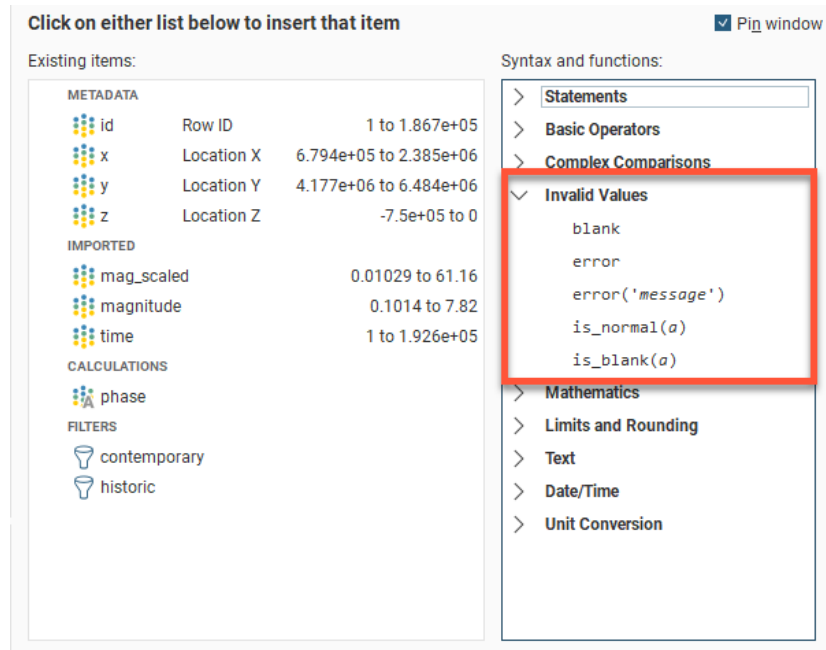 Click on either list below to insert that item
Pin window
Existing items:
METADATA
id Row ID 1 to 1.867e+05
x Location X 6.794e+05 to 2.385e+06
y Location Y 4.177e+06 to 6.484e+06
z Location Z -7.5e+05 to 0
IMPORTED
mag_scaled 0.01029 to 61.16
magnitude 0.1014 to 7.82
time 1 to 1.926e+05
CALCULATIONS
phase
FILTERS
contemporary
historic
Syntax and functions:
Statements
Basic Operators
Complex Comparisons
Invalid Values
blank
error
error('message')
is_normal(a)
is_blank(a)
Mathematics
Limits and Rounding
Text
Date/Time
Unit Conversion